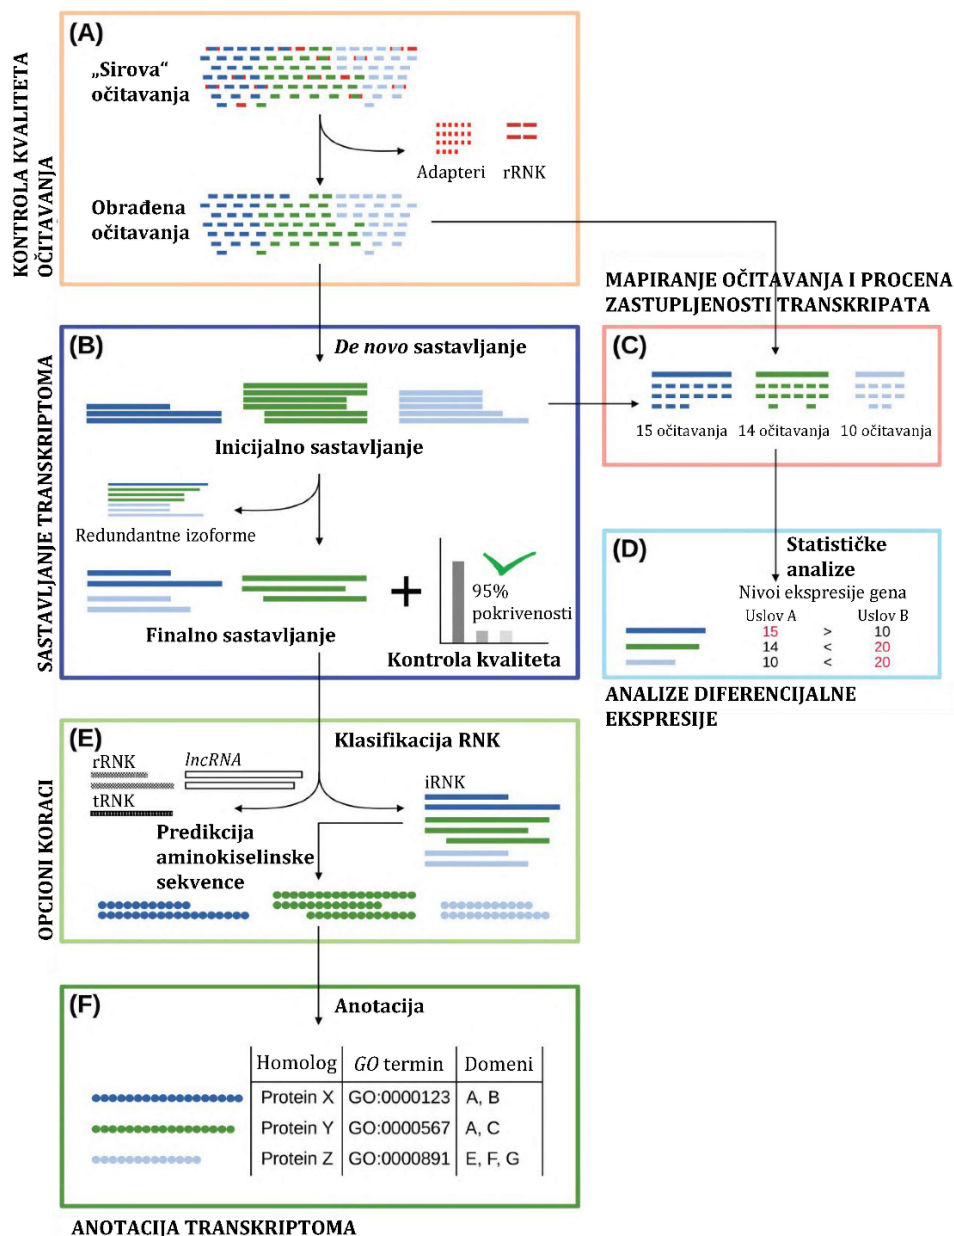 KONTROLA KVALITETA
OČITAVANJA
(A)
„Sirova“
očitavanja
Adapteri
rRNK
Obrađena
očitavanja
SASTAVLJANJE TRANSKRIPTOMA
(B)
De novo sastavljanje
Inicijalno sastavljanje
Redundantne izoforme
Finalno sastavljanje
95%
pokrivenosti
Kontrola kvaliteta
MAPIRANJE OČITAVANJA I PROCENA
ZASTUPLJENOSTI TRANSKRIPATA
(C)
15 očitavanja
14 očitavanja
10 očitavanja
(D)
Statističke
analize
Nivoi ekspresije gena
Uslov A Uslov B
15 > 10
14 < 20
10 < 20
ANALIZE DIFERENCIJALNE
EKSPRESIJE
OPCIONI KORACI
(E)
Klasifikacija RNK
rRNK
lncRNA
tRNK
iRNK
Predikcija
aminokiselinske
sekvence
(F)
Anotacija
Homolog GO termin Domeni
Protein X GO:0000123 A, B
Protein Y GO:0000567 A, C
Protein Z GO:0000891 E, F, G
ANOTACIJA TRANSKRIPTOMA